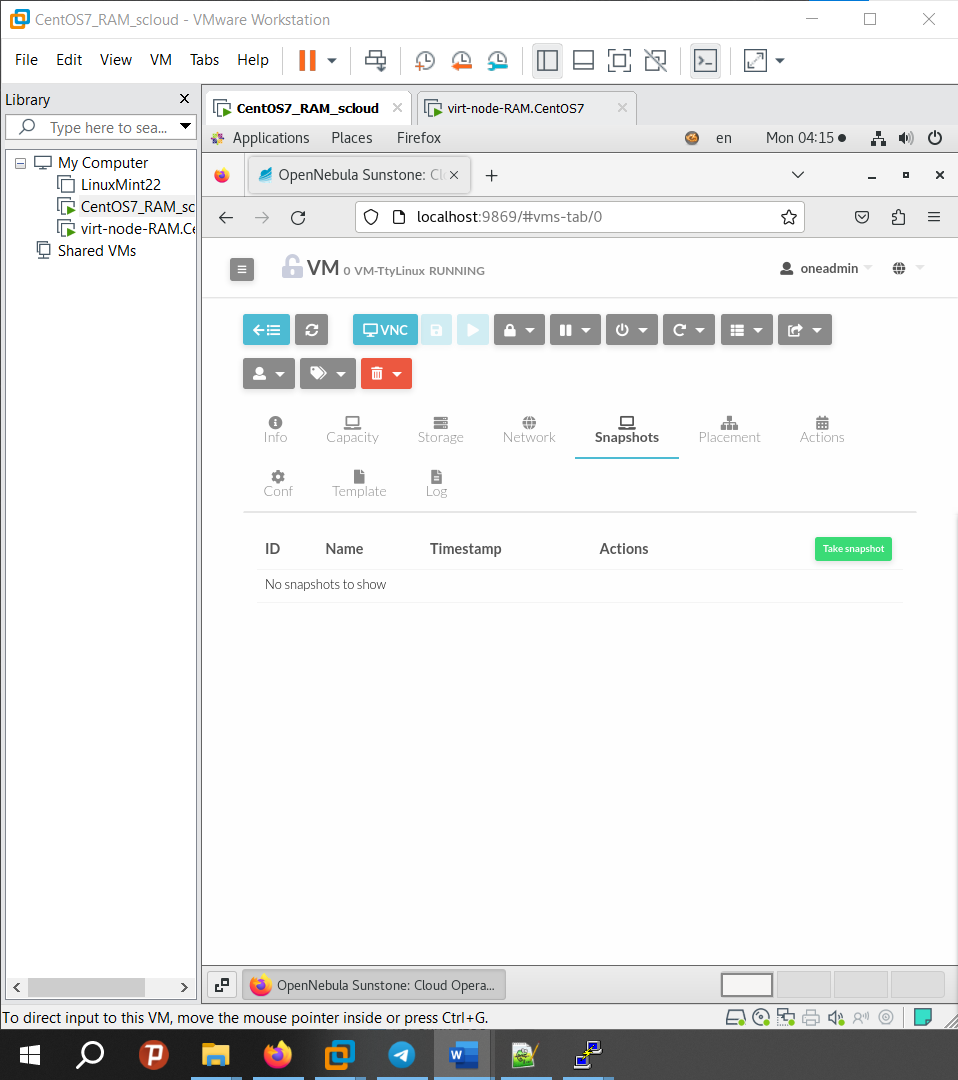 CentOS7_RAM_scloud - VMware Workstation
File Edit View VM Tabs Help
Library
Type here to sea...
My Computer
LinuxMint22
CentOS7_RAM_sc
virt-node-RAM.Ce
Shared VMs
CentOS7_RAM_scloud
virt-node-RAM.CentOS7
Applications Places Firefox en Mon 04:15
OpenNebula Sunstone: Cl
localhost:9869/#vms-tab/0
VM 0 VM-TtyLinux RUNNING
oneadmin
VNC
Info Capacity Storage Network Snapshots Placement Actions
Conf Template Log
ID Name Timestamp Actions Take snapshot
No snapshots to show
OpenNebula Sunstone: Cloud Opera...
To direct input to this VM, move the mouse pointer inside or press Ctrl+G.